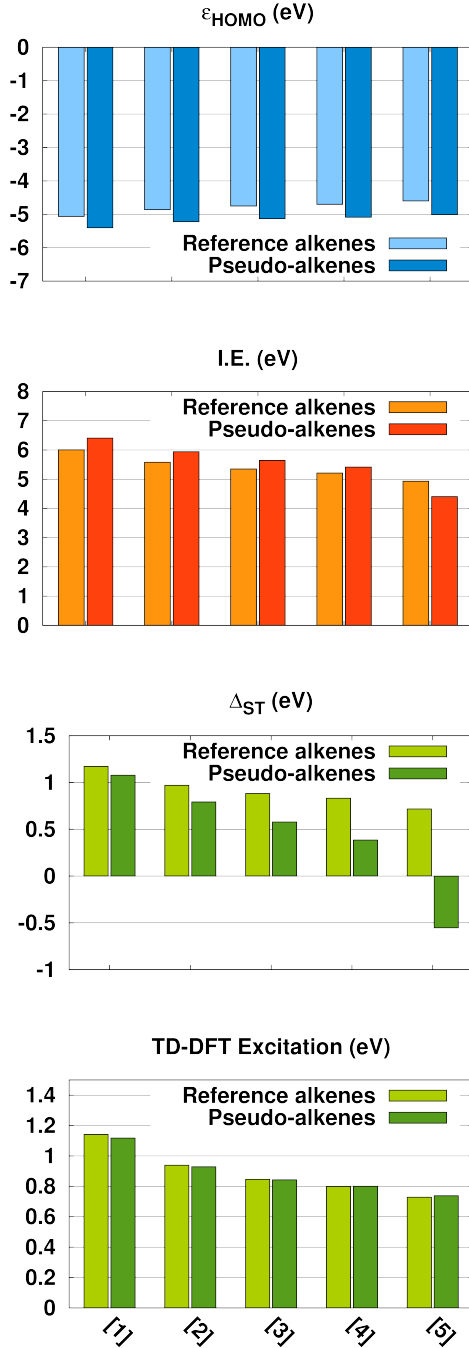 εHOMO (eV)
0
-1
-2
-3
-4
-5
-6
-7
Reference alkenes
Pseudo-alkenes
I.E. (eV)
8
7
6
5
4
3
2
1
0
Reference alkenes
Pseudo-alkenes
ΔST (eV)
1.5
1
0.5
0
-0.5
-1
Reference alkenes
Pseudo-alkenes
TD-DFT Excitation (eV)
1.4
1.2
1
0.8
0.6
0.4
0.2
0
Reference alkenes
Pseudo-alkenes
[1] [2] [3] [4] [5]